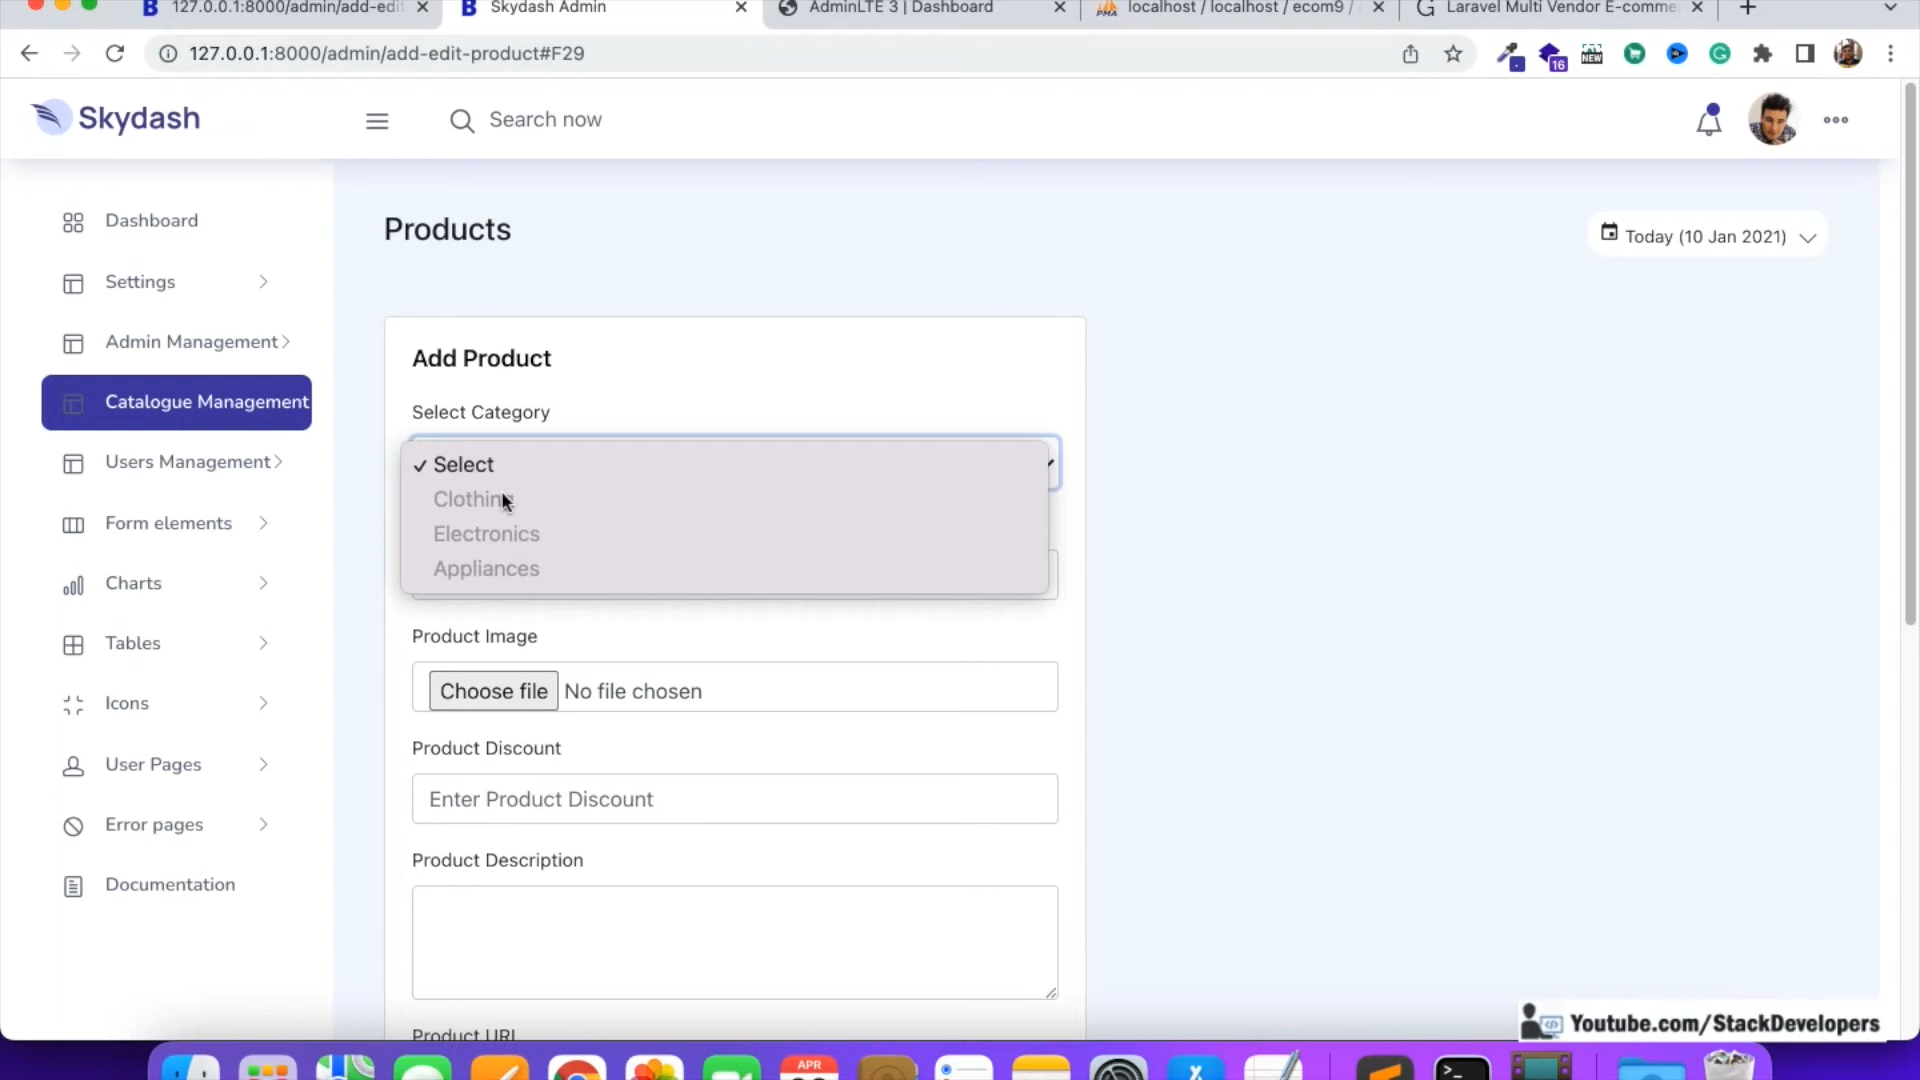 127.0.0.1:8000/admin/add-edit
Skydash Admin
AdminLTE 3 | Dashboard
localhost / localhost / ecom9 /
Laravel Multi Vendor E-comme
127.0.0.1:8000/admin/add-edit-product#F29
16
NEW
Skydash
Search now
Dashboard
Settings
Admin Management
Catalogue Management
Users Management
Form elements
Charts
Tables
Icons
User Pages
Error pages
Documentation
Products
Today (10 Jan 2021)
Add Product
Select Category
✓ Select
Clothing
Electronics
Appliances
Product Image
Choose file No file chosen
Product Discount
Enter Product Discount
Product Description
Product URL
Youtube.com/StackDevelopers
APR